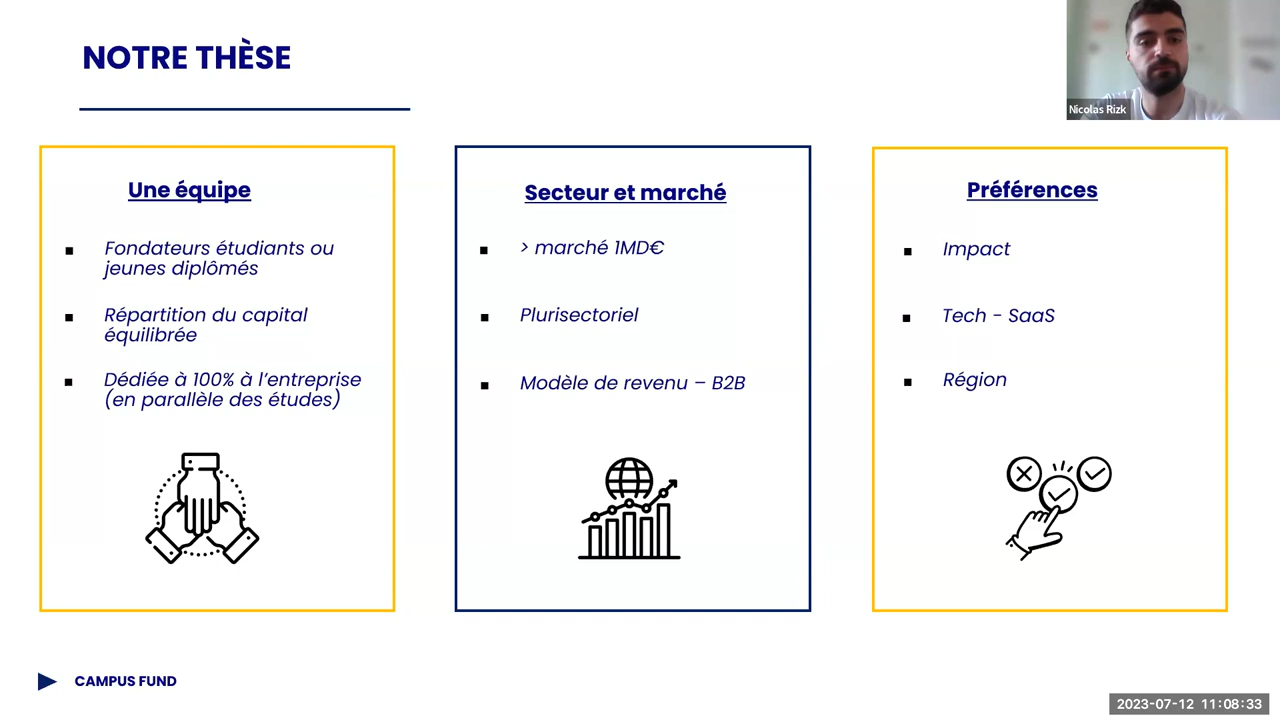 NOTRE THÈSE
Nicolas Rizk
Une équipe
Fondateurs étudiants ou
jeunes diplômés
Répartition du capital
équilibrée
Dédiée à 100% à l’entreprise
(en parallèle des études)
Secteur et marché
> marché 1MD€
Plurisectoriel
Modèle de revenu – B2B
Préférences
Impact
Tech - SaaS
Région
CAMPUS FUND
2023-07-12 11:08:33